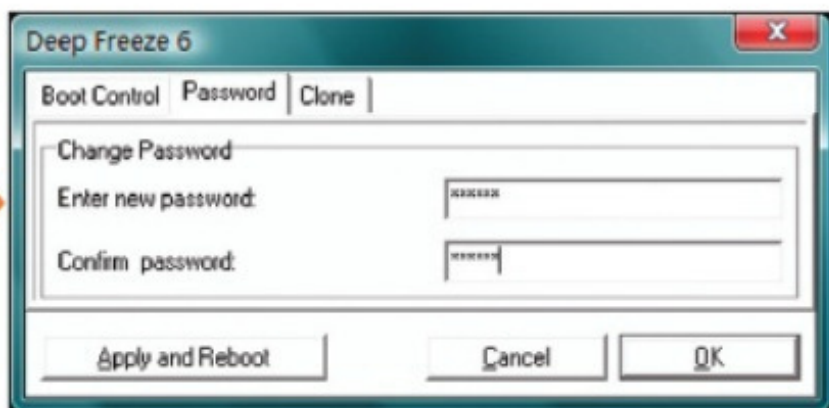 Deep Freeze 6
X
Boot Control Password Clone
Change Password
Enter new password:
******
Confirm password:
******
Apply and Reboot Cancel OK